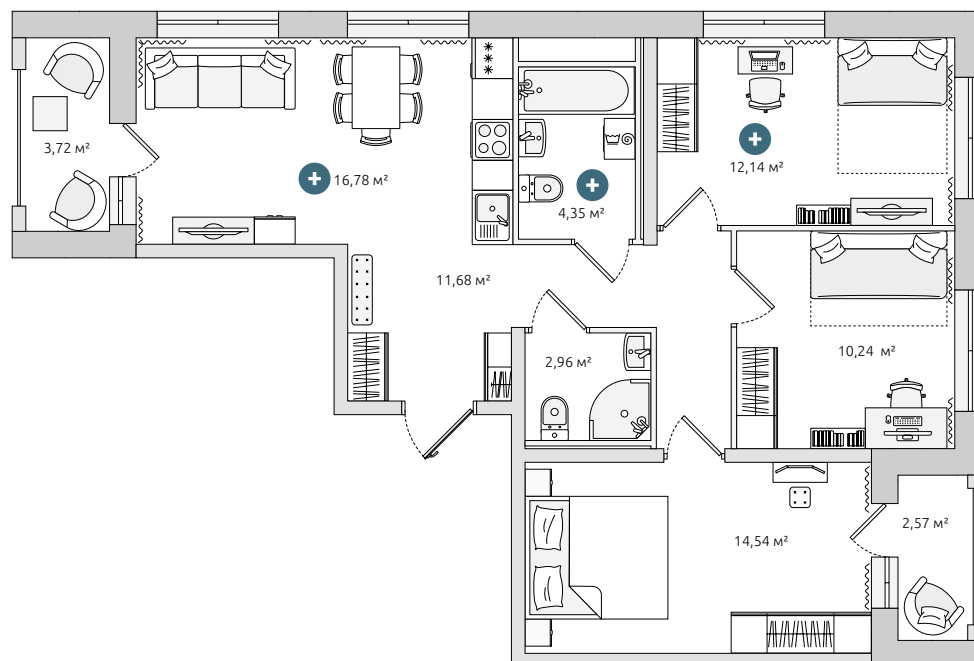 3,72 м²
16,78 м²
4,35 м²
12,14 м²
11,68 м²
2,96 м²
10,24 м²
14,54 м²
2,57 м²